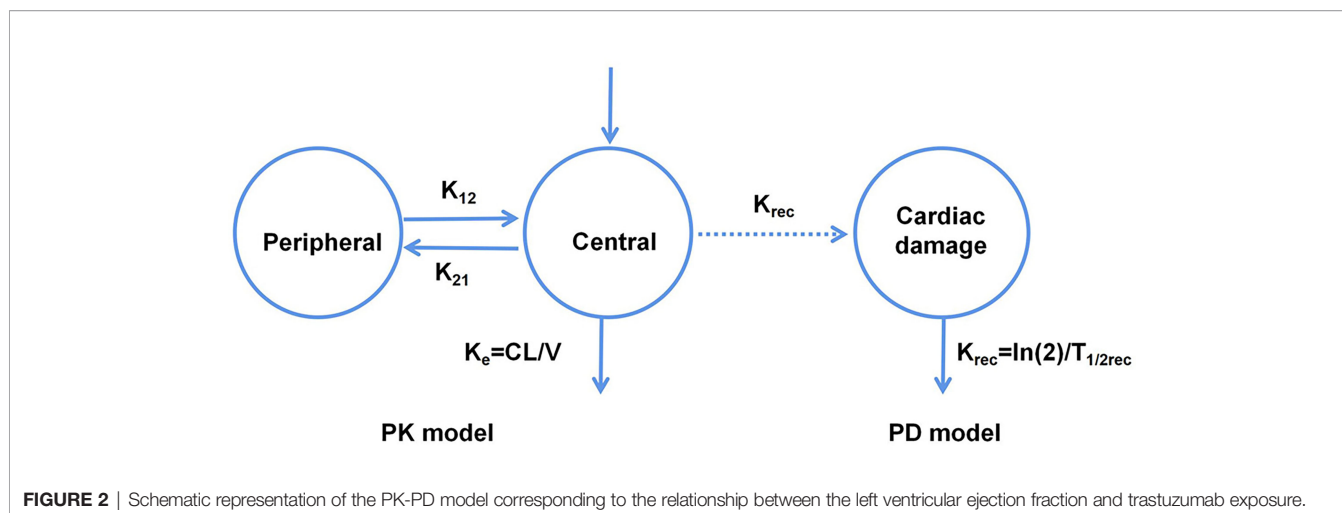 K12
Krec
Peripheral
Central
Cardiac
damage
K21
Ke=CL/V
Krec=ln(2)/T1/2rec
PK model
PD model
FIGURE 2 | Schematic representation of the PK-PD model corresponding to the relationship between the left ventricular ejection fraction and trastuzumab exposure.